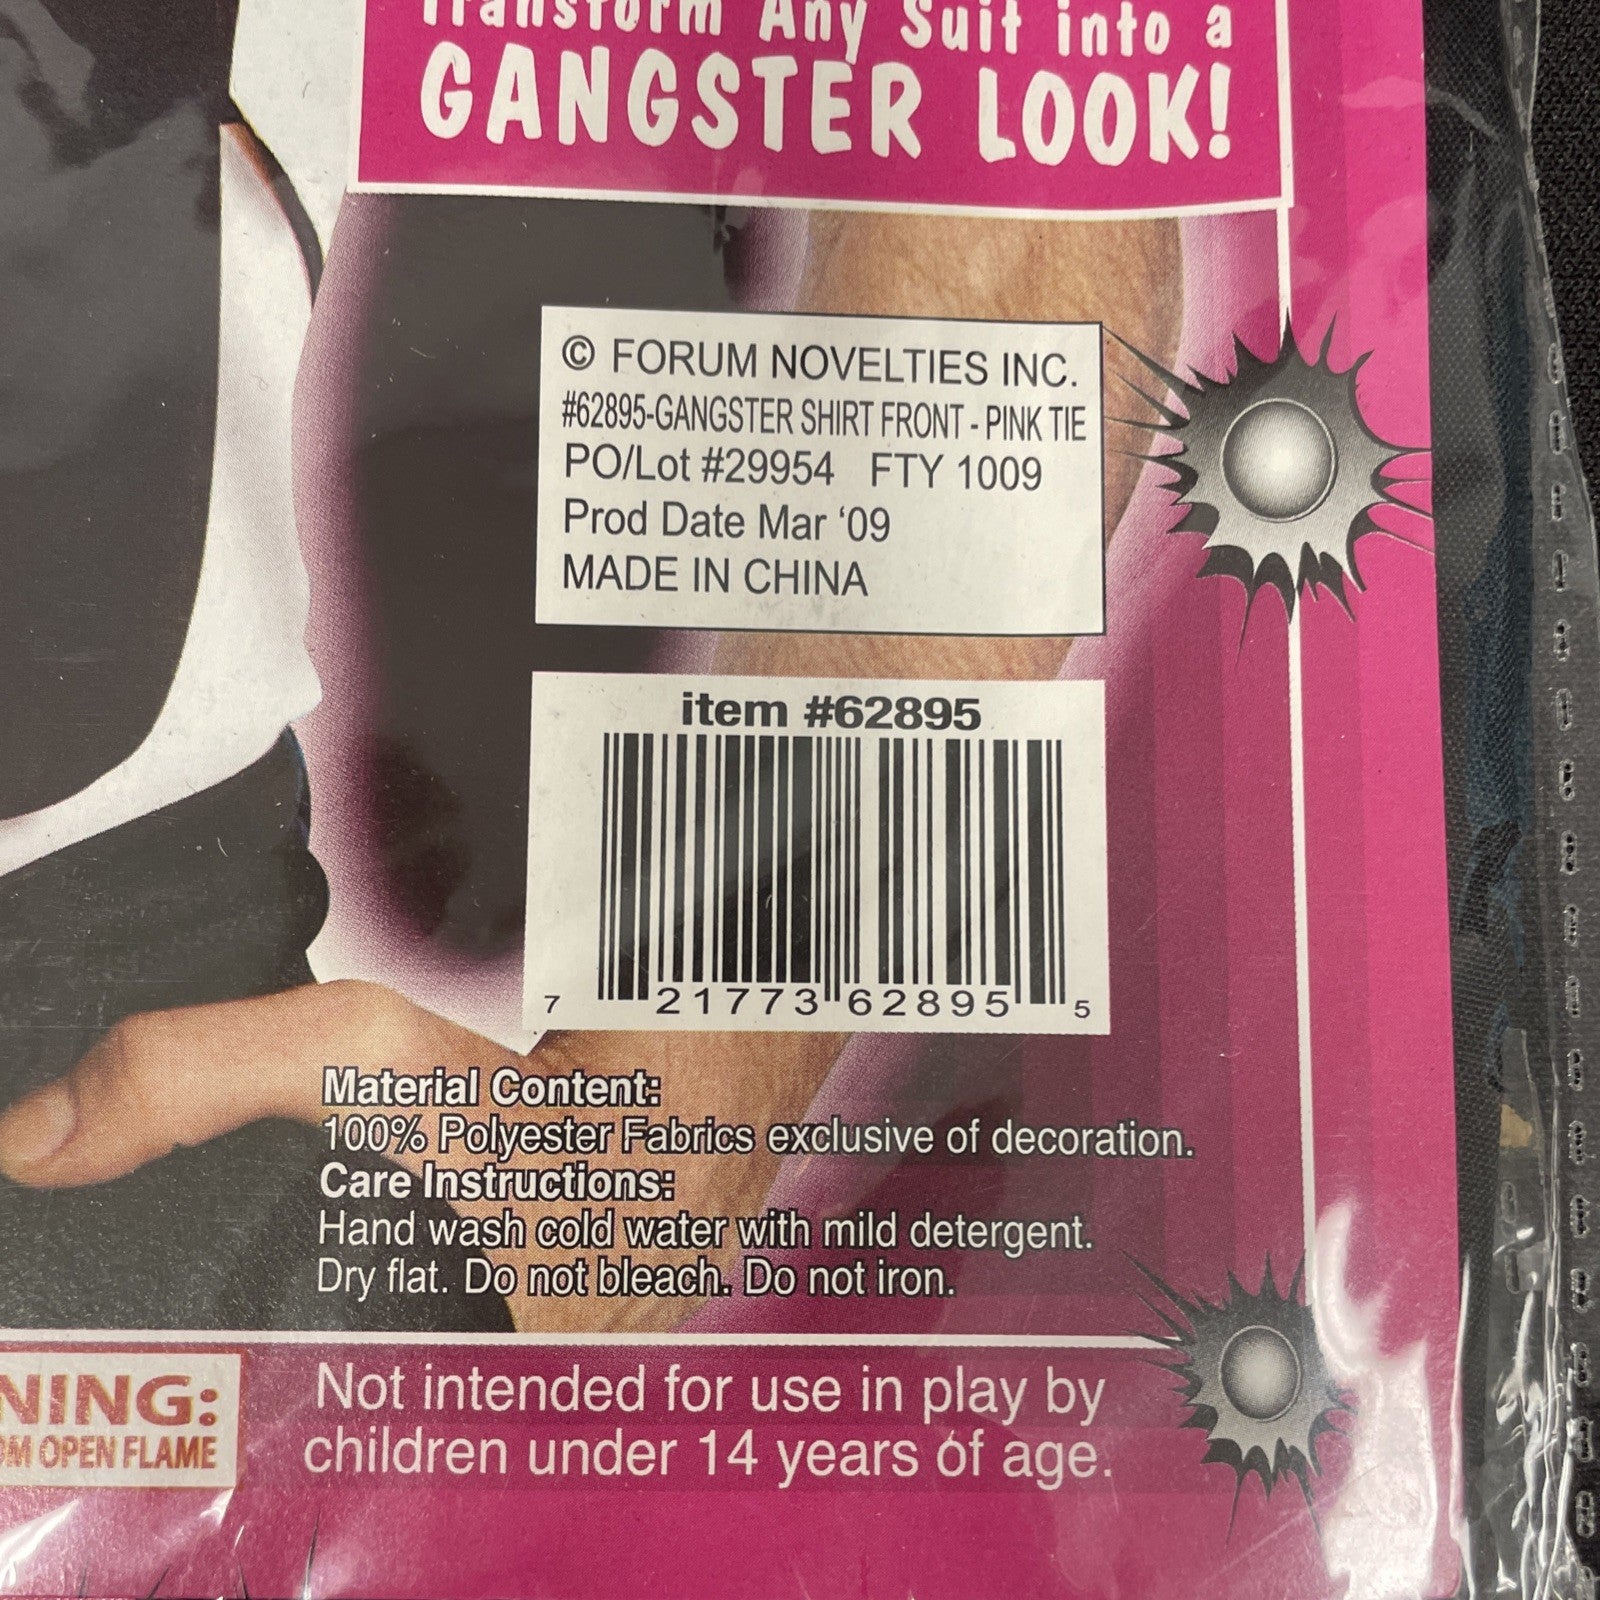 Transform Any Suit into a
GANGSTER LOOK!
© FORUM NOVELTIES INC.
#62895-GANGSTER SHIRT FRONT - PINK TIE
PO/Lot #29954 FTY 1009
Prod Date Mar '09
MADE IN CHINA
item #62895
7 21773 62895 5
Material Content:
100% Polyester Fabrics exclusive of decoration.
Care Instructions:
Hand wash cold water with mild detergent.
Dry flat. Do not bleach. Do not iron.
NING:
OM OPEN FLAME
Not intended for use in play by
children under 14 years of age.